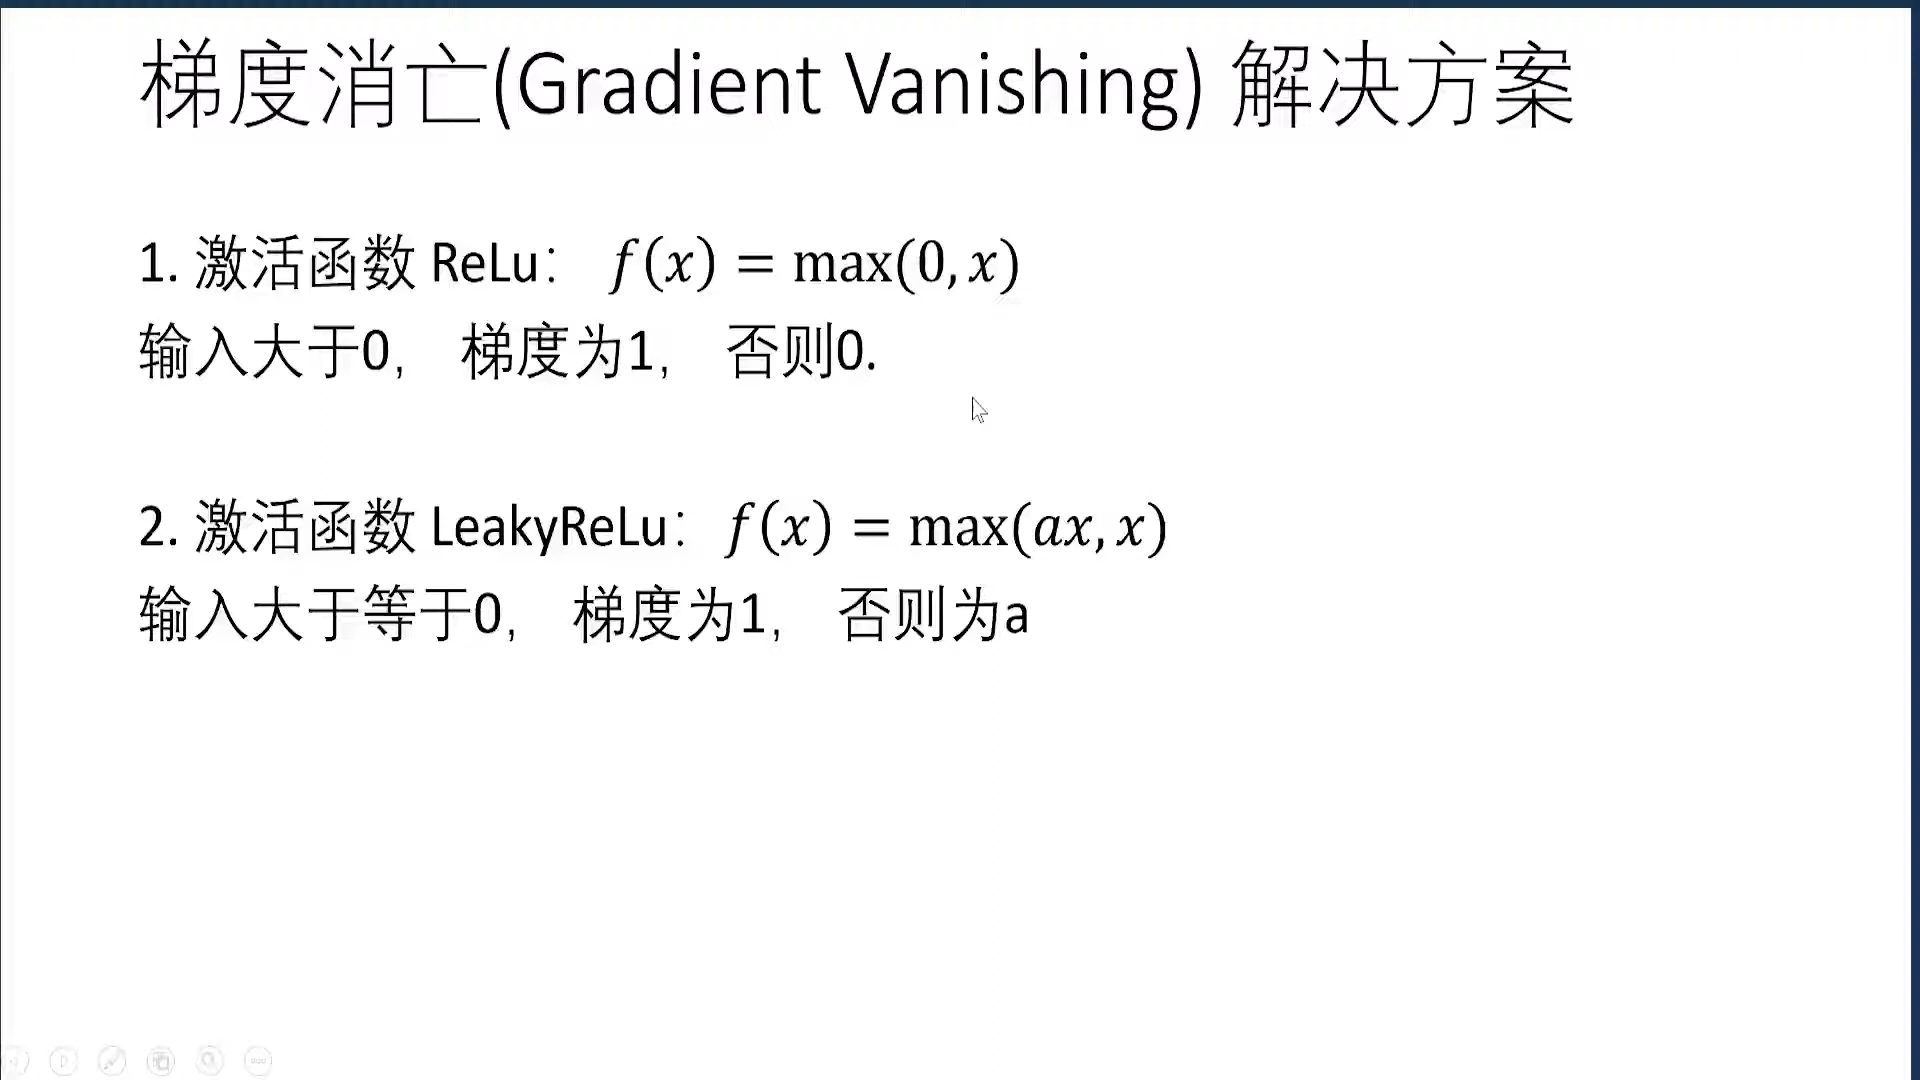 梯度消亡(Gradient Vanishing) 解决方案
1. 激活函数 ReLu： f(x) = max(0, x)
输入大于0， 梯度为1， 否则0.
2. 激活函数 LeakyReLu：f(x) = max(ax, x)
输入大于等于0， 梯度为1， 否则为a